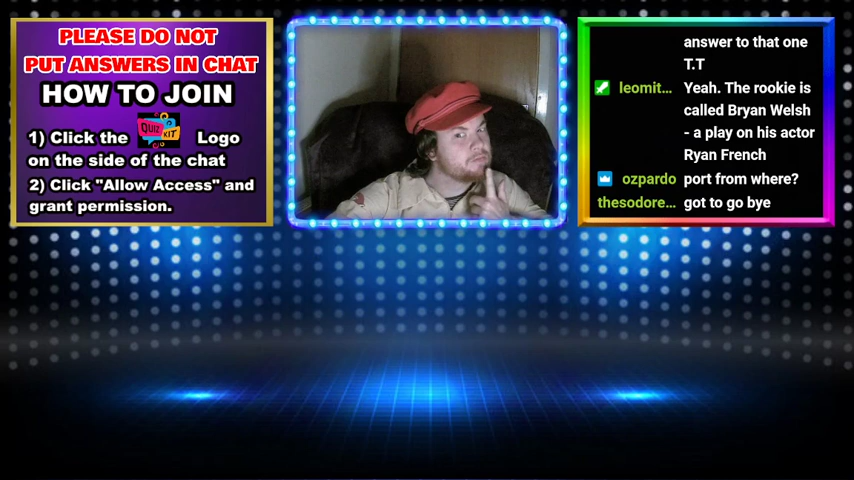 PLEASE DO NOT
PUT ANSWERS IN CHAT
HOW TO JOIN
1) Click the QUIZ KIT Logo
on the side of the chat
2) Click "Allow Access" and
grant permission.
answer to that one
T.T
leomit... Yeah. The rookie is
called Bryan Welsh
- a play on his actor
Ryan French
ozpardo port from where?
thesodore... got to go bye